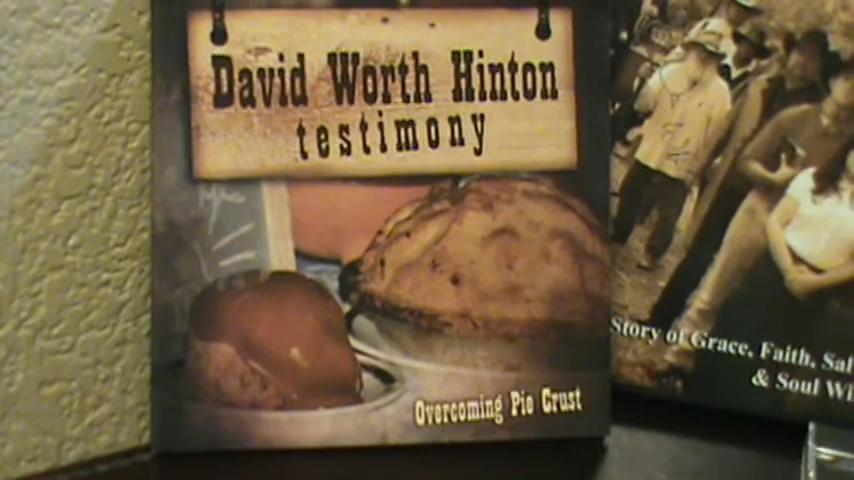 David Worth Hinton
testimony
Overcoming Pie Crust
Story of Grace, Faith,
& Soul